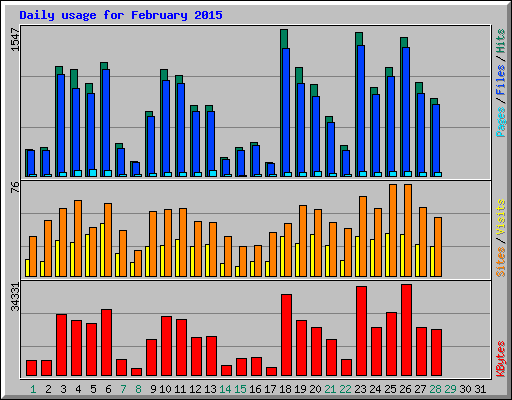 Daily usage for February 2015
1547
Pages / Files / Hits
76
Sites / Visits
34331
KBytes
1 2 3 4 5 6 7 8 9 10 11 12 13 14 15 16 17 18 19 20 21 22 23 24 25 26 27 28 29 30 31